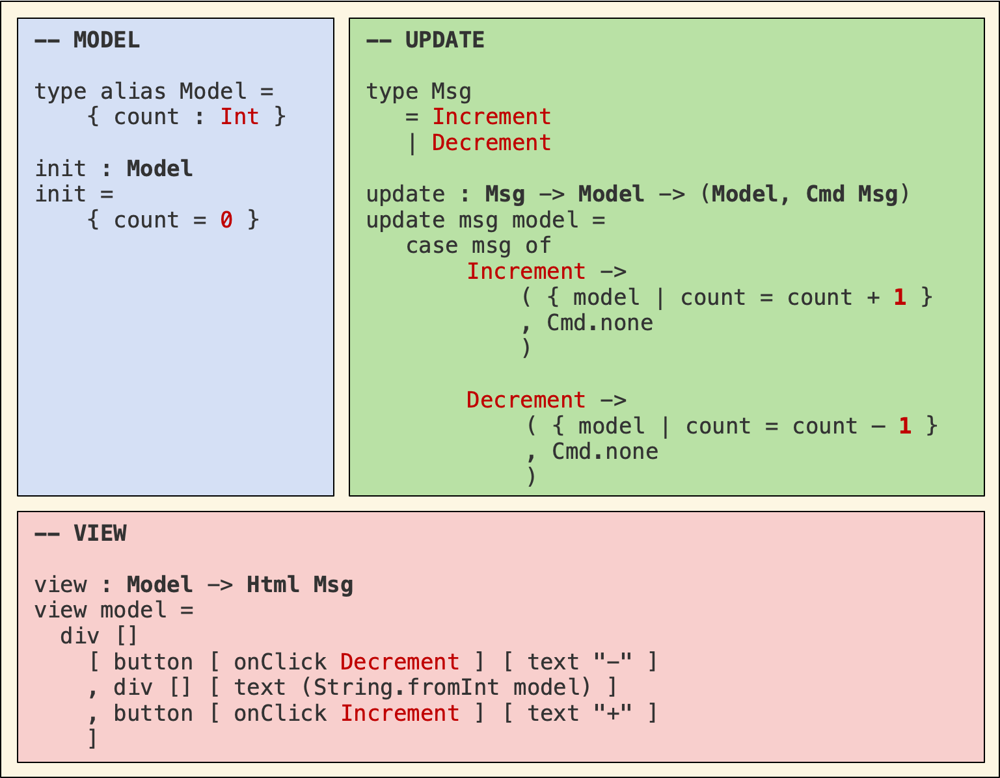 -- MODEL

type alias Model =
    { count : Int }

init : Model
init =
    { count = 0 }

-- UPDATE

type Msg
   = Increment
   | Decrement

update : Msg -> Model -> (Model, Cmd Msg)
update msg model =
   case msg of
        Increment ->
            ( { model | count = count + 1 }
            , Cmd.none
            )

        Decrement ->
            ( { model | count = count − 1 }
            , Cmd.none
            )

-- VIEW

view : Model -> Html Msg
view model =
  div []
    [ button [ onClick Decrement ] [ text "−" ]
    , div [] [ text (String.fromInt model) ]
    , button [ onClick Increment ] [ text "+" ]
    ]